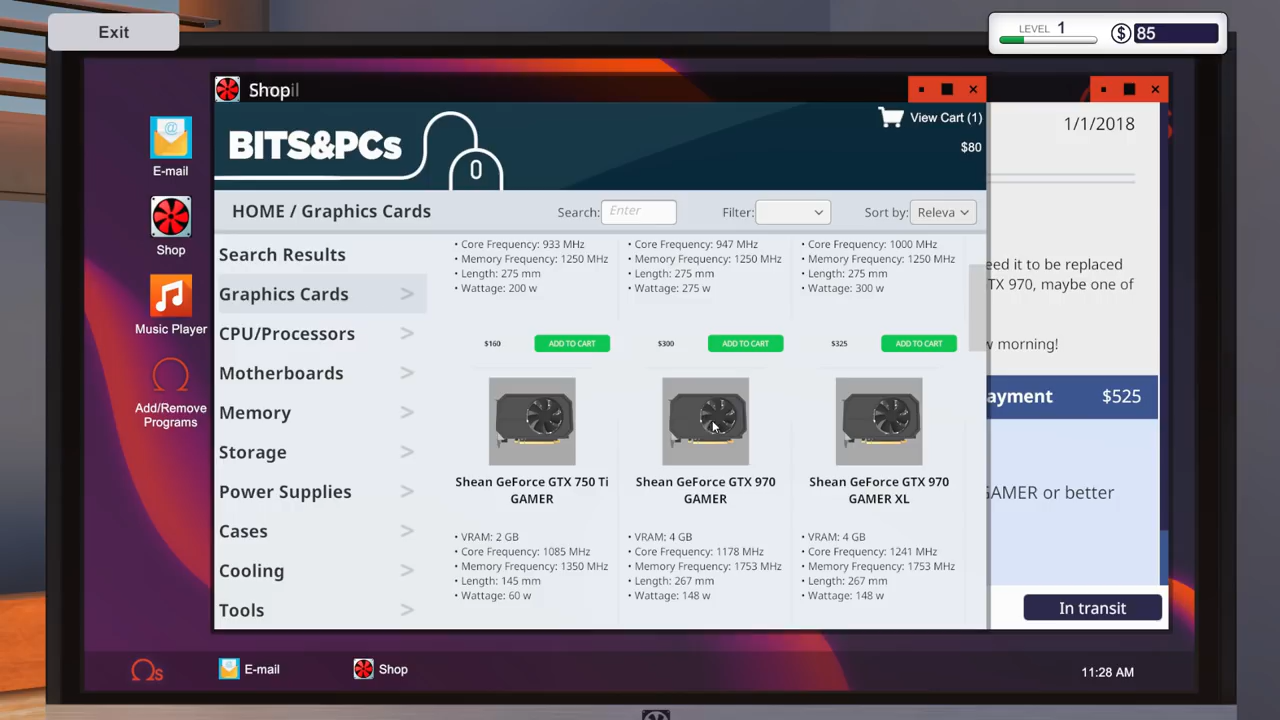 Exit
LEVEL 1
$ 85
Shop
E-mail
Shop
Music Player
Add/Remove
Programs
BITS&PCs
View Cart (1)
$80
HOME / Graphics Cards
Search: Enter
Filter:
Sort by: Releva
Search Results
Graphics Cards >
CPU/Processors >
Motherboards >
Memory >
Storage >
Power Supplies >
Cases >
Cooling >
Tools >
• Core Frequency: 933 MHz
• Memory Frequency: 1250 MHz
• Length: 275 mm
• Wattage: 200 w
$160 ADD TO CART
• Core Frequency: 947 MHz
• Memory Frequency: 1250 MHz
• Length: 275 mm
• Wattage: 275 w
$300 ADD TO CART
• Core Frequency: 1000 MHz
• Memory Frequency: 1250 MHz
• Length: 275 mm
• Wattage: 300 w
$325 ADD TO CART
Shean GeForce GTX 750 Ti
GAMER
• VRAM: 2 GB
• Core Frequency: 1085 MHz
• Memory Frequency: 1350 MHz
• Length: 145 mm
• Wattage: 60 w
Shean GeForce GTX 970
GAMER
• VRAM: 4 GB
• Core Frequency: 1178 MHz
• Memory Frequency: 1753 MHz
• Length: 267 mm
• Wattage: 148 w
Shean GeForce GTX 970
GAMER XL
• VRAM: 4 GB
• Core Frequency: 1241 MHz
• Memory Frequency: 1753 MHz
• Length: 267 mm
• Wattage: 148 w
1/1/2018
eed it to be replaced
TX 970, maybe one of
w morning!
ayment $525
GAMER or better
In transit
Ωs
E-mail
Shop
11:28 AM